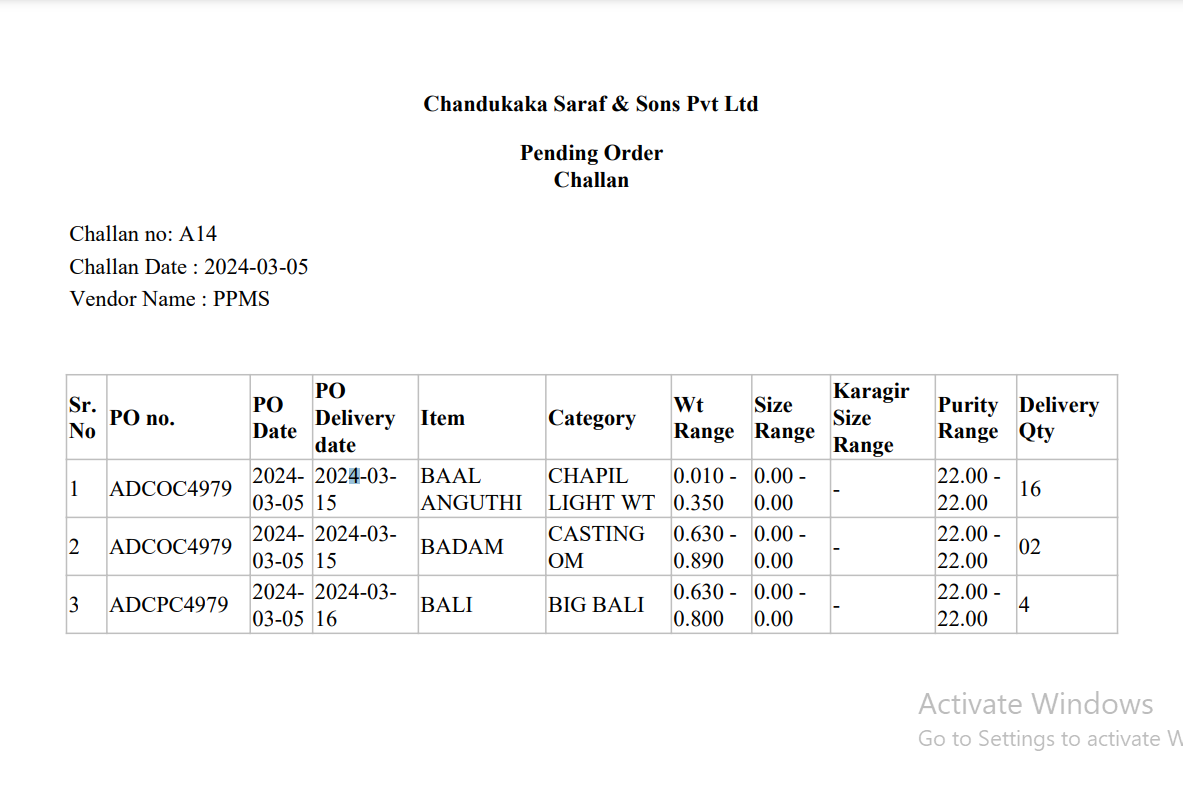 Chandukaka Saraf & Sons Pvt Ltd
Pending Order
Challan
Challan no: A14
Challan Date : 2024-03-05
Vendor Name : PPMS
Sr. No PO no. PO Date PO Delivery date Item Category Wt Range Size Range Karagir Size Range Purity Range Delivery Qty
1 ADCOC4979 2024-03-05 2024-03-15 BAAL ANGUTHI CHAPIL LIGHT WT 0.010 - 0.350 0.00 - 0.00 - 22.00 - 22.00 16
2 ADCOC4979 2024-03-05 2024-03-15 BADAM CASTING OM 0.630 - 0.890 0.00 - 0.00 - 22.00 - 22.00 02
3 ADCPC4979 2024-03-05 2024-03-16 BALI BIG BALI 0.630 - 0.800 0.00 - 0.00 - 22.00 - 22.00 4
Activate Windows
Go to Settings to activate W